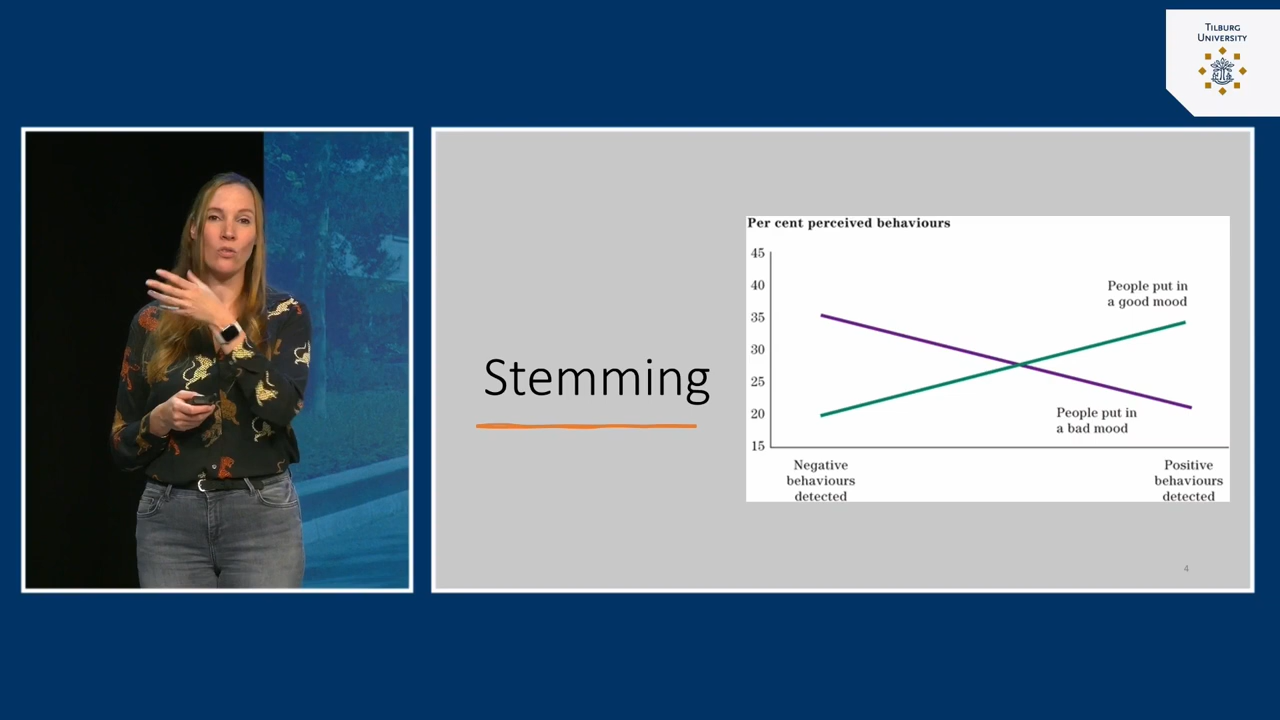 TILBURG
UNIVERSITY
Stemming
Per cent perceived behaviours
45
40
35
30
25
20
15
People put in
a good mood
People put in
a bad mood
Negative
behaviours
detected
Positive
behaviours
detected
4